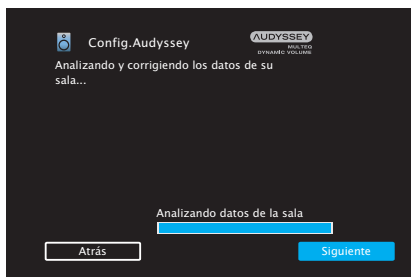 Config.Audyssey
AUDYSSEY
MULTEQ
DYNAMIC VOLUME
Analizando y corrigiendo los datos de su
sala...
Analizando datos de la sala
Atrás
Siguiente